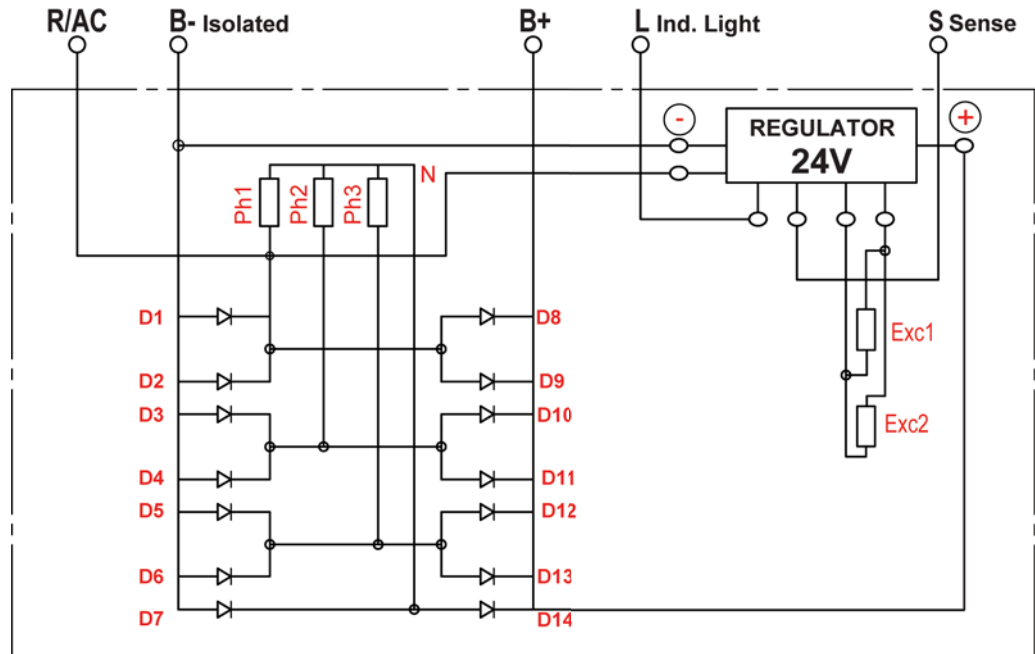 R/AC B- Isolated B+ L Ind. Light S Sense
- +
REGULATOR
24V
N
Ph1 Ph2 Ph3
D1 D8
Exc1
D2 D9
D3 D10
Exc2
D4 D11
D5 D12
D6 D13
D7 D14